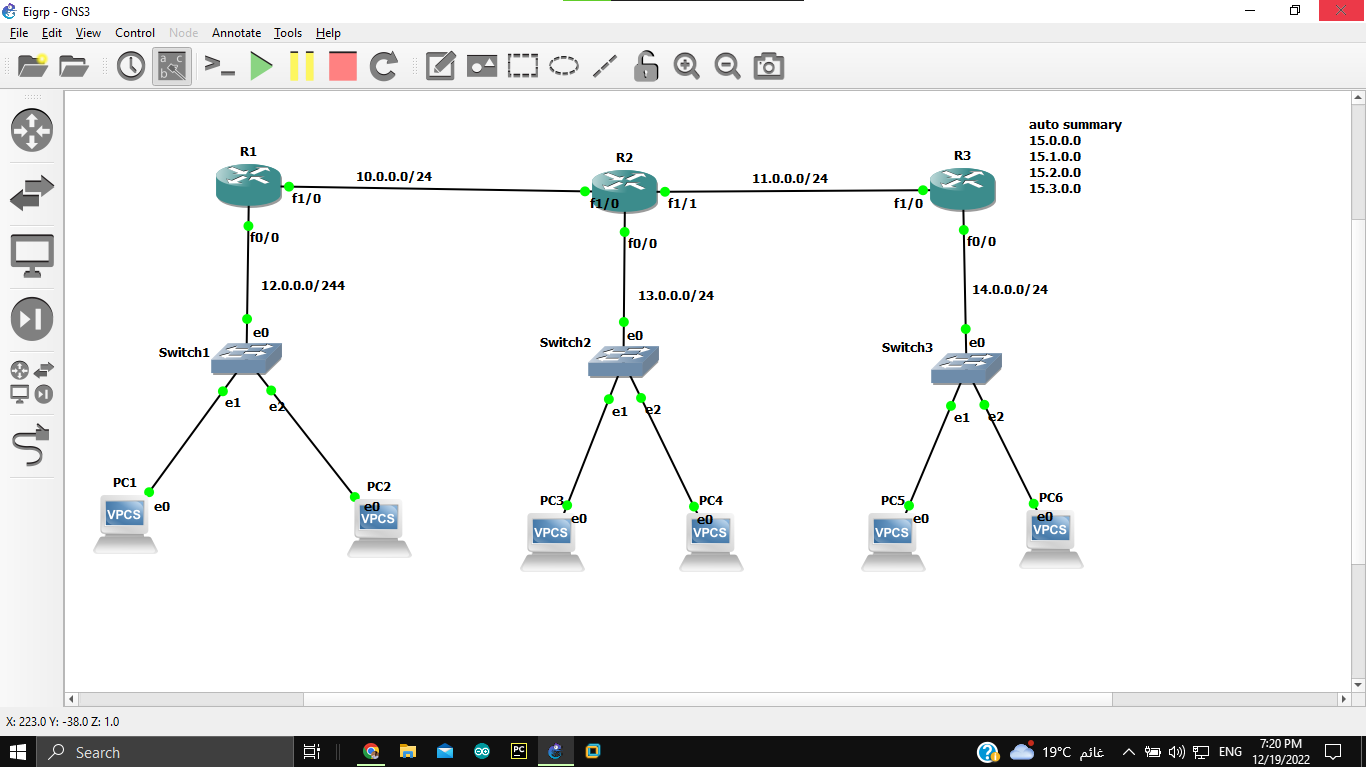 Eigrp - GNS3
File Edit View Control Node Annotate Tools Help
auto summary
15.0.0.0
15.1.0.0
15.2.0.0
15.3.0.0
R1
R2
R3
10.0.0.0/24
11.0.0.0/24
f1/0
f1/0
f1/1
f1/0
f0/0
f0/0
f0/0
12.0.0.0/244
13.0.0.0/24
14.0.0.0/24
e0
e0
e0
Switch1
Switch2
Switch3
e1
e2
e1
e2
e1
e2
PC1
PC2
PC3
PC4
PC5
PC6
e0
e0
e0
e0
e0
e0
VPCS
VPCS
VPCS
VPCS
VPCS
VPCS
X: 223.0 Y: -38.0 Z: 1.0
Search
PC
19°C غائم
ENG
7:20 PM
12/19/2022